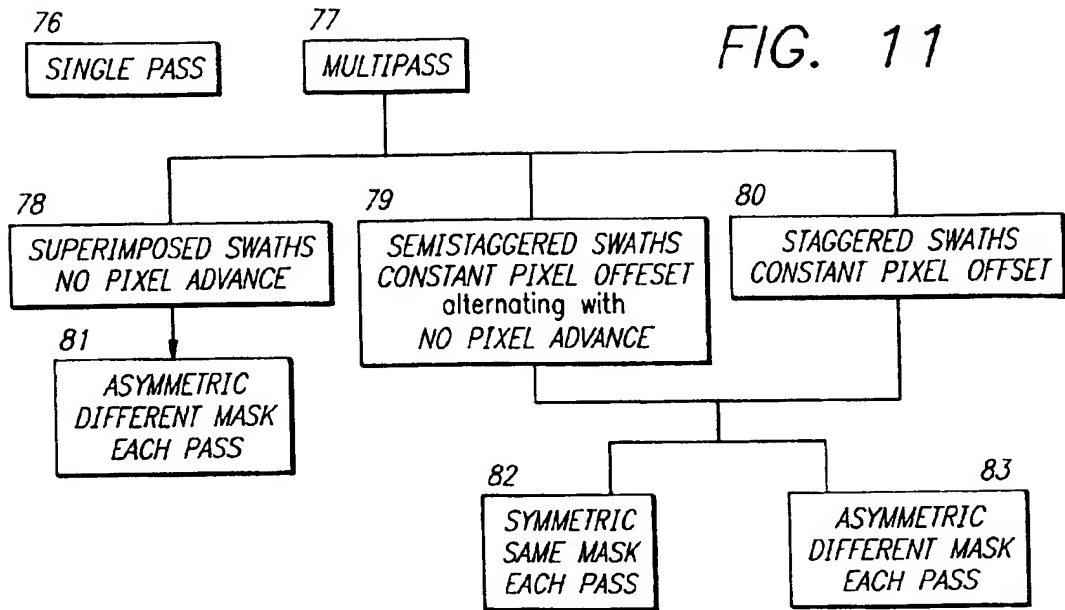 76
SINGLE PASS
77
MULTIPASS
FIG. 11
78
SUPERIMPOSED SWATHS
NO PIXEL ADVANCE
79
SEMISTAGGERED SWATHS
CONSTANT PIXEL OFFESET
alternating with
NO PIXEL ADVANCE
80
STAGGERED SWATHS
CONSTANT PIXEL OFFSET
81
ASYMMETRIC
DIFFERENT MASK
EACH PASS
82
SYMMETRIC
SAME MASK
EACH PASS
83
ASYMMETRIC
DIFFERENT MASK
EACH PASS